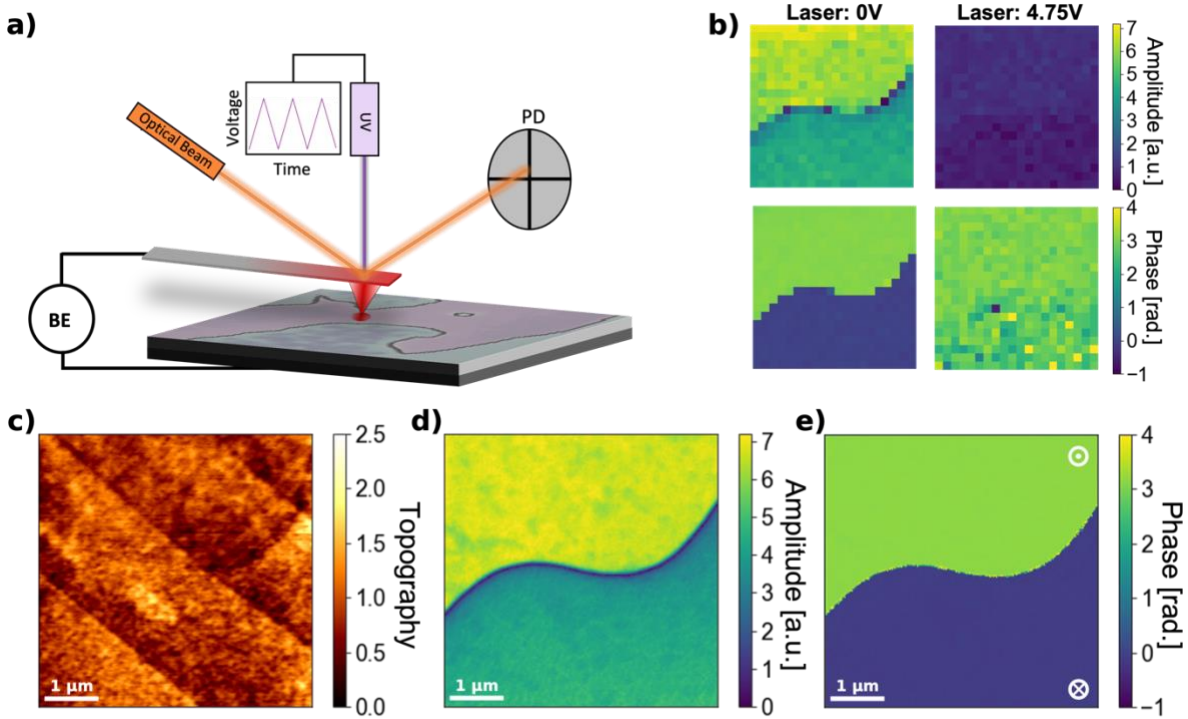 a)
Optical Beam
Voltage
Time
UV
PD
BE
b)
Laser: 0V
Laser: 4.75V
7
6
5
4
3
2
1
0
Amplitude [a.u.]
4
3
2
1
0
−1
Phase [rad.]
c)
1 μm
2.5
2.0
1.5
1.0
0.5
0.0
Topography
d)
1 μm
7
6
5
4
3
2
1
0
Amplitude [a.u.]
e)
1 μm
4
3
2
1
0
−1
Phase [rad.]